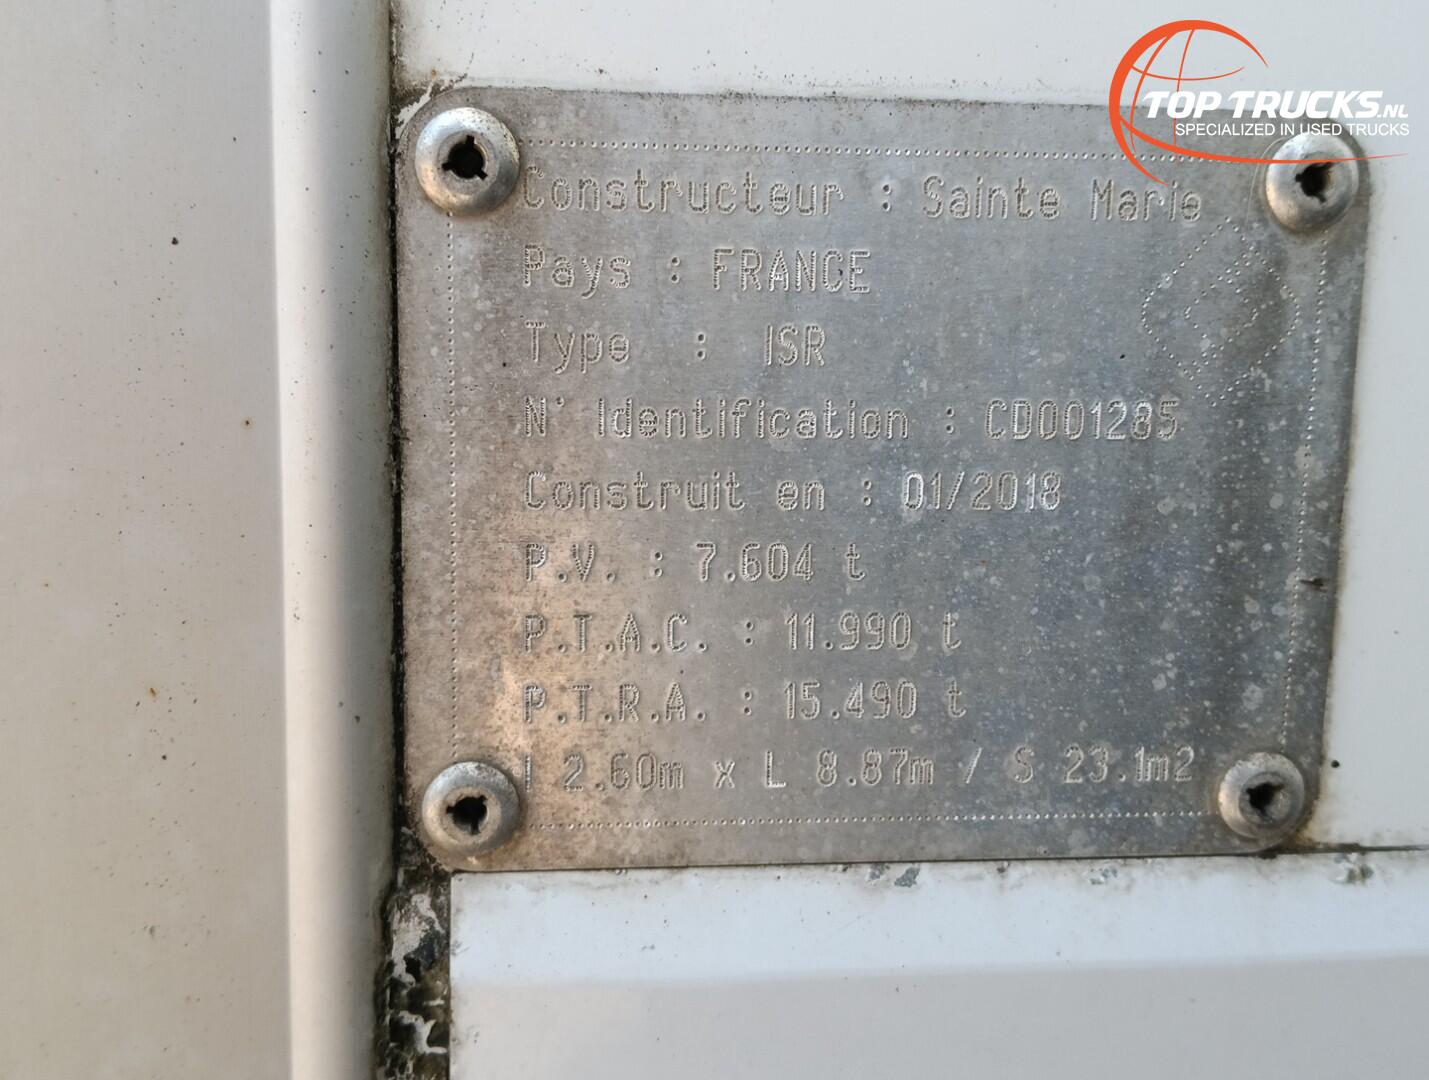 TOP TRUCKS.NL
SPECIALIZED IN USED TRUCKS
Constructeur : Sainte Marie
Pays : FRANCE
Type : ISR
N° Identification : CD001285
Construit en : 01/2018
P.V. : 7.604 t
P.T.A.C. : 11.990 t
P.T.R.A. : 15.490 t
l 2.60m x L 8.87m / S 23.1m2